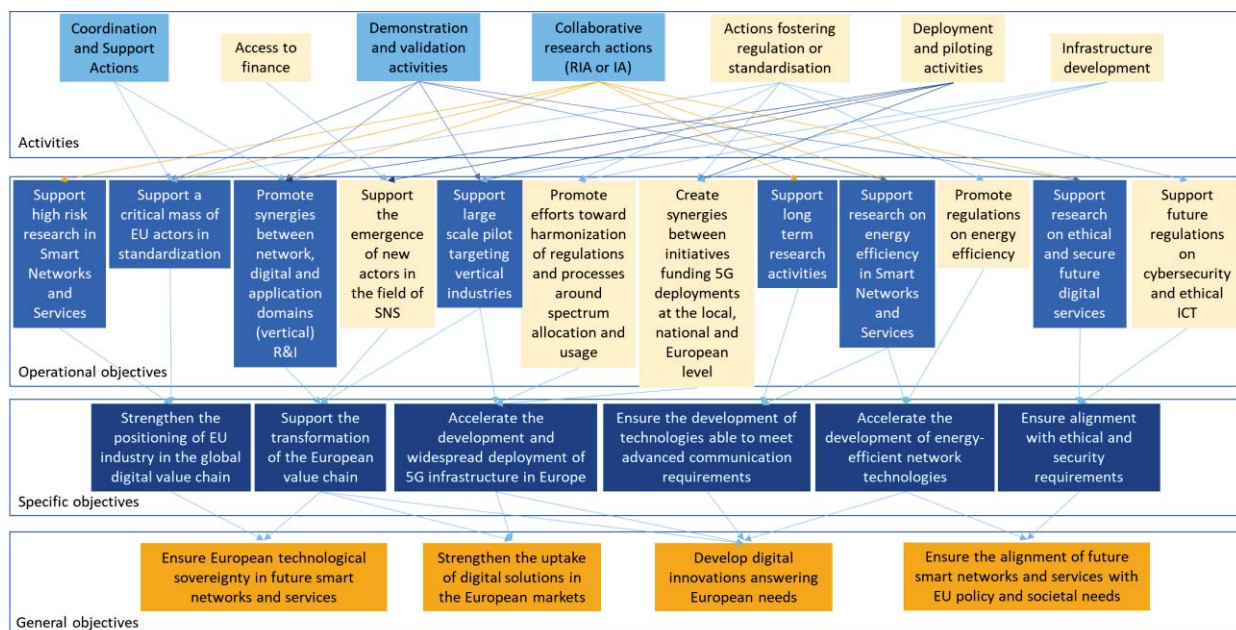 Coordination
and Support
Actions
Access to
finance
Demonstration
and validation
activities
Collaborative
research actions
(RIA or IA)
Actions fostering
regulation or
standardisation
Deployment
and piloting
activities
Infrastructure
development
Activities
Support
high risk
research in
Smart
Networks
and
Services
Support a
critical mass of
EU actors in
standardization
Promote
synergies
between
network,
digital and
application
domains
(vertical)
R&I
Support
the
emergence
of new
actors in
the field of
SNS
Support
large
scale pilot
targeting
vertical
industries
Promote
efforts toward
harmonization
of regulations
and processes
around
spectrum
allocation and
usage
Create
synergies
between
initiatives
funding 5G
deployments
at the local,
national and
European
level
Support
long
term
research
activities
Support
research on
energy
efficiency
in Smart
Networks
and
Services
Promote
regulations
on energy
efficiency
Support
research
on ethical
and secure
future
digital
services
Support
future
regulations
on
cybersecurity
and ethical
ICT
Operational objectives
Strengthen the
positioning of EU
industry in the global
digital value chain
Support the
transformation
of the European
value chain
Accelerate the
development and
widespread deployment of
5G infrastructure in Europe
Ensure the development of
technologies able to meet
advanced communication
requirements
Accelerate the
development of energy-
efficient network
technologies
Ensure alignment
with ethical and
security
requirements
Specific objectives
Ensure European technological
sovereignty in future smart
networks and services
Strengthen the uptake
of digital solutions in
the European markets
Develop digital
innovations answering
European needs
Ensure the alignment of future
smart networks and services with
EU policy and societal needs
General objectives